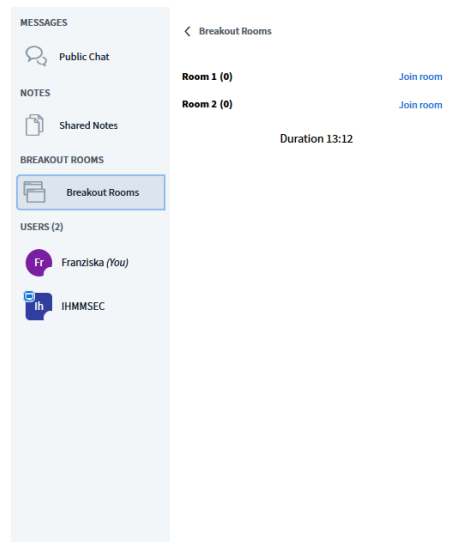 MESSAGES
Public Chat
NOTES
Shared Notes
BREAKOUT ROOMS
Breakout Rooms
USERS (2)
Fr Franziska (You)
Ih IHMMSEC
Breakout Rooms
Room 1 (0) Join room
Room 2 (0) Join room
Duration 13:12